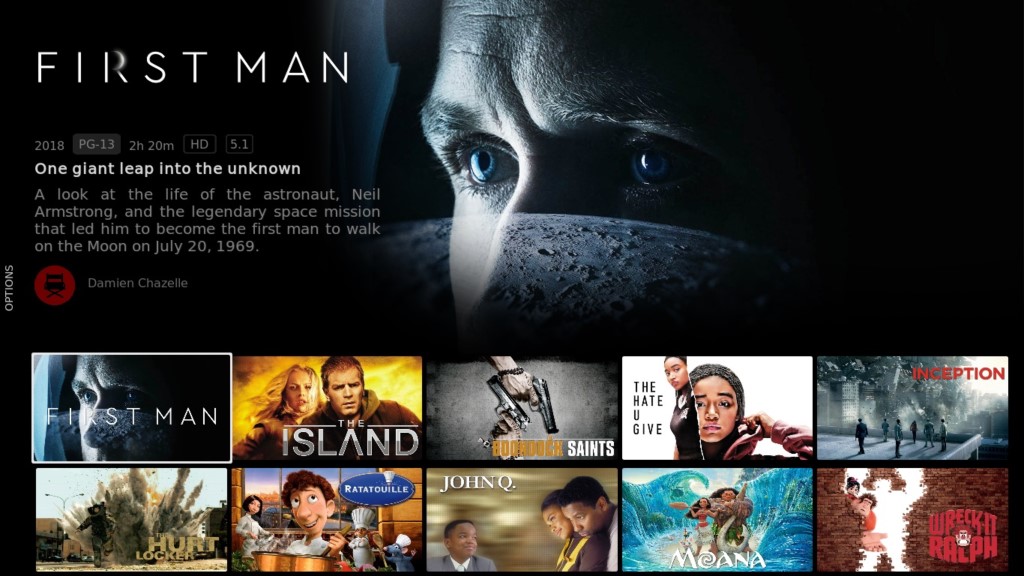 FIRST MAN
2018 PG-13 2h 20m HD 5.1
One giant leap into the unknown
A look at the life of the astronaut, Neil
Armstrong, and the legendary space mission
that led him to become the first man to walk
on the Moon on July 20, 1969.
OPTIONS
Damien Chazelle
FIRST MAN
THE
ISLAND
BOONDOCK SAINTS
THE
HATE
U
GIVE
INCEPTION
HURT
LOCKER
RATATOUILLE
JOHN Q.
MOANA
WRECK-IT
RALPH